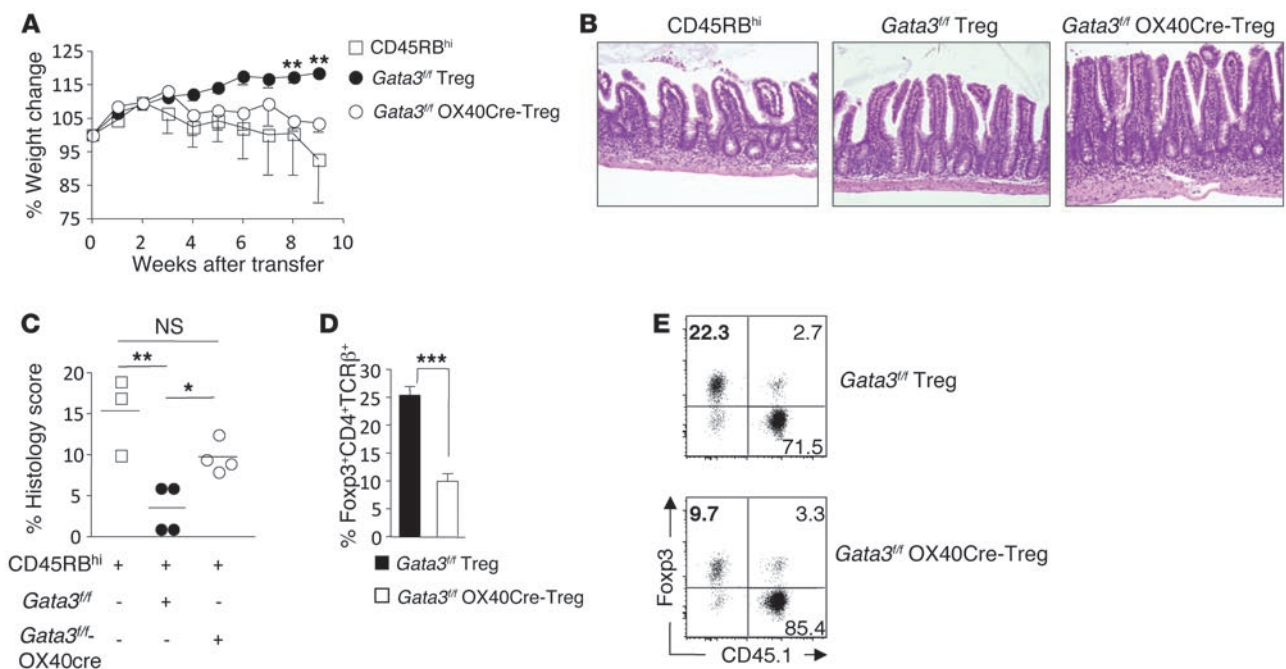 A
% Weight change
125
115
105
95
85
75
0
2
4
6
8
10
Weeks after transfer
** **
CD45RBhi
Gata3f/f Treg
Gata3f/f OX40Cre-Treg
B
CD45RBhi
Gata3f/f Treg
Gata3f/f OX40Cre-Treg
C
NS
**
*
% Histology score
20
15
10
5
0
CD45RBhi + + +
Gata3f/f - + -
Gata3f/f- - - +
OX40cre
D
***
% Foxp3+CD4+TCRβ+
30
25
20
15
10
5
0
Gata3f/f Treg
Gata3f/f OX40Cre-Treg
E
22.3 2.7
71.5
Gata3f/f Treg
9.7 3.3
85.4
Gata3f/f OX40Cre-Treg
Foxp3
CD45.1